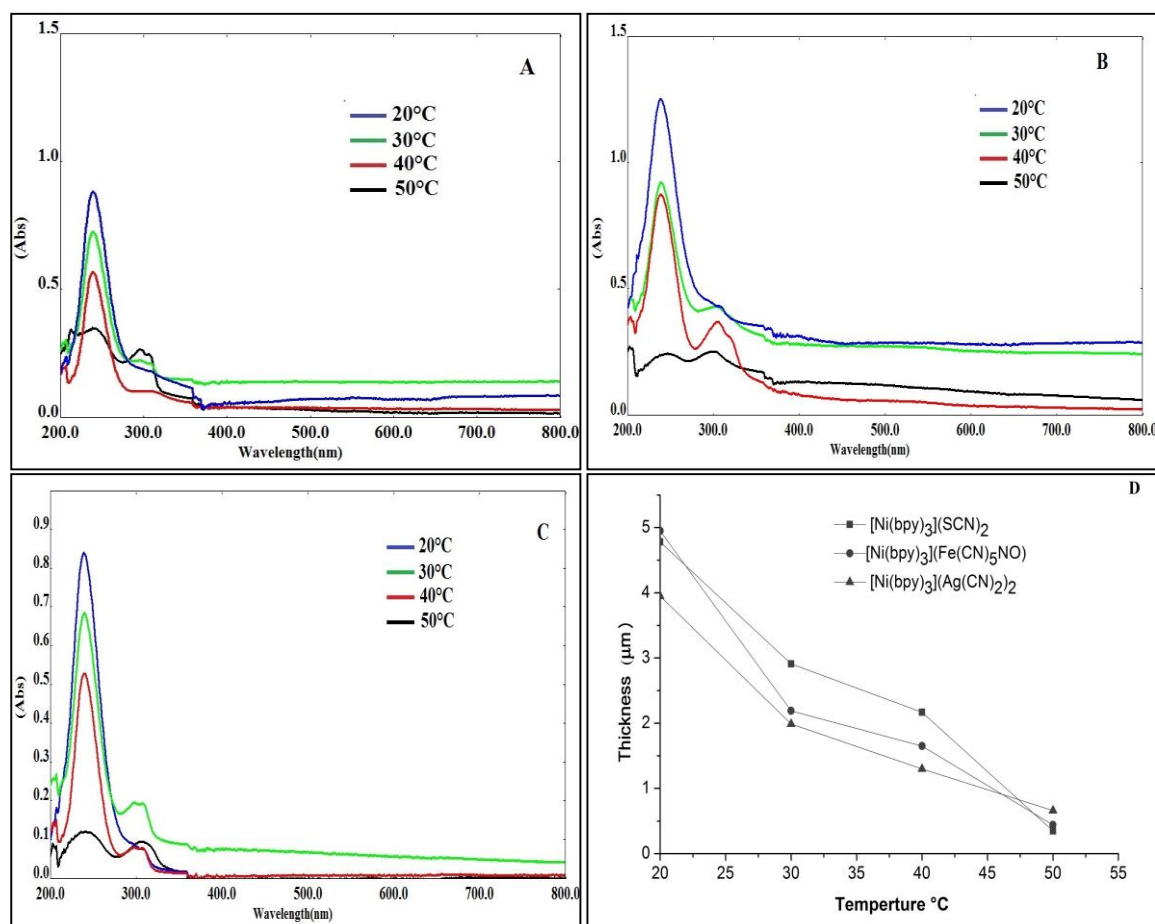 A
1.5
1.0
0.5
0.0
(Abs)
20°C
30°C
40°C
50°C
200.0 300.0 400.0 500.0 600.0 700.0 800.0
Wavelength(nm)
B
1.5
1.0
0.5
0.0
(Abs)
20°C
30°C
40°C
50°C
200.0 300.0 400.0 500.0 600.0 700.0 800.0
Wavelength(nm)
C
0.9
0.8
0.7
0.6
0.5
0.4
0.3
0.2
0.1
0.0
(Abs)
20°C
30°C
40°C
50°C
200.0 300.0 400.0 500.0 600.0 700.0 800.0
Wavelength(nm)
D
[Ni(bpy)3](SCN)2
[Ni(bpy)3](Fe(CN)5NO)
[Ni(bpy)3](Ag(CN)2)2
5
4
3
2
1
0
Thickness (μm)
20 25 30 35 40 45 50 55
Temperture °C